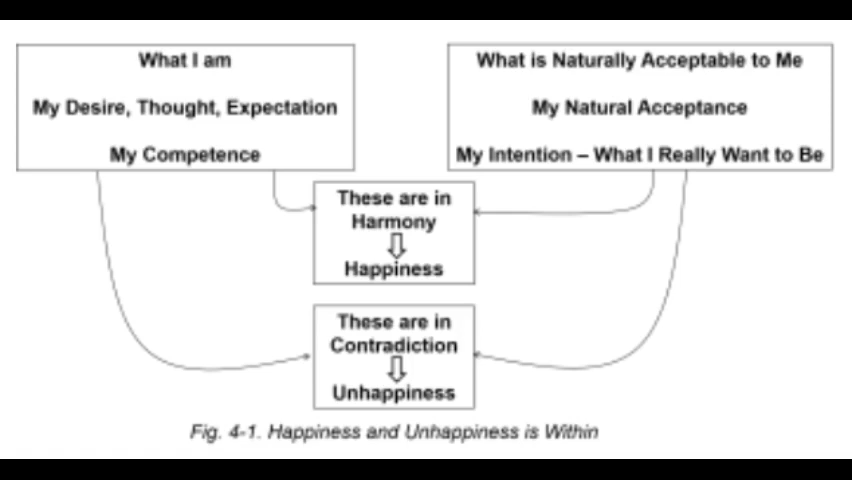 What I am
My Desire, Thought, Expectation
My Competence
What is Naturally Acceptable to Me
My Natural Acceptance
My Intention – What I Really Want to Be
These are in
Harmony
Happiness
These are in
Contradiction
Unhappiness
Fig. 4-1. Happiness and Unhappiness is Within